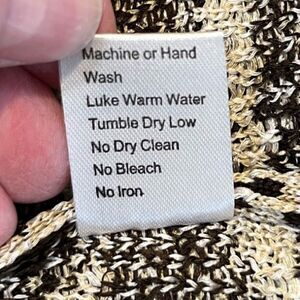 Machine or Hand
Wash
Luke Warm Water
Tumble Dry Low
No Dry Clean
No Bleach
No Iron.